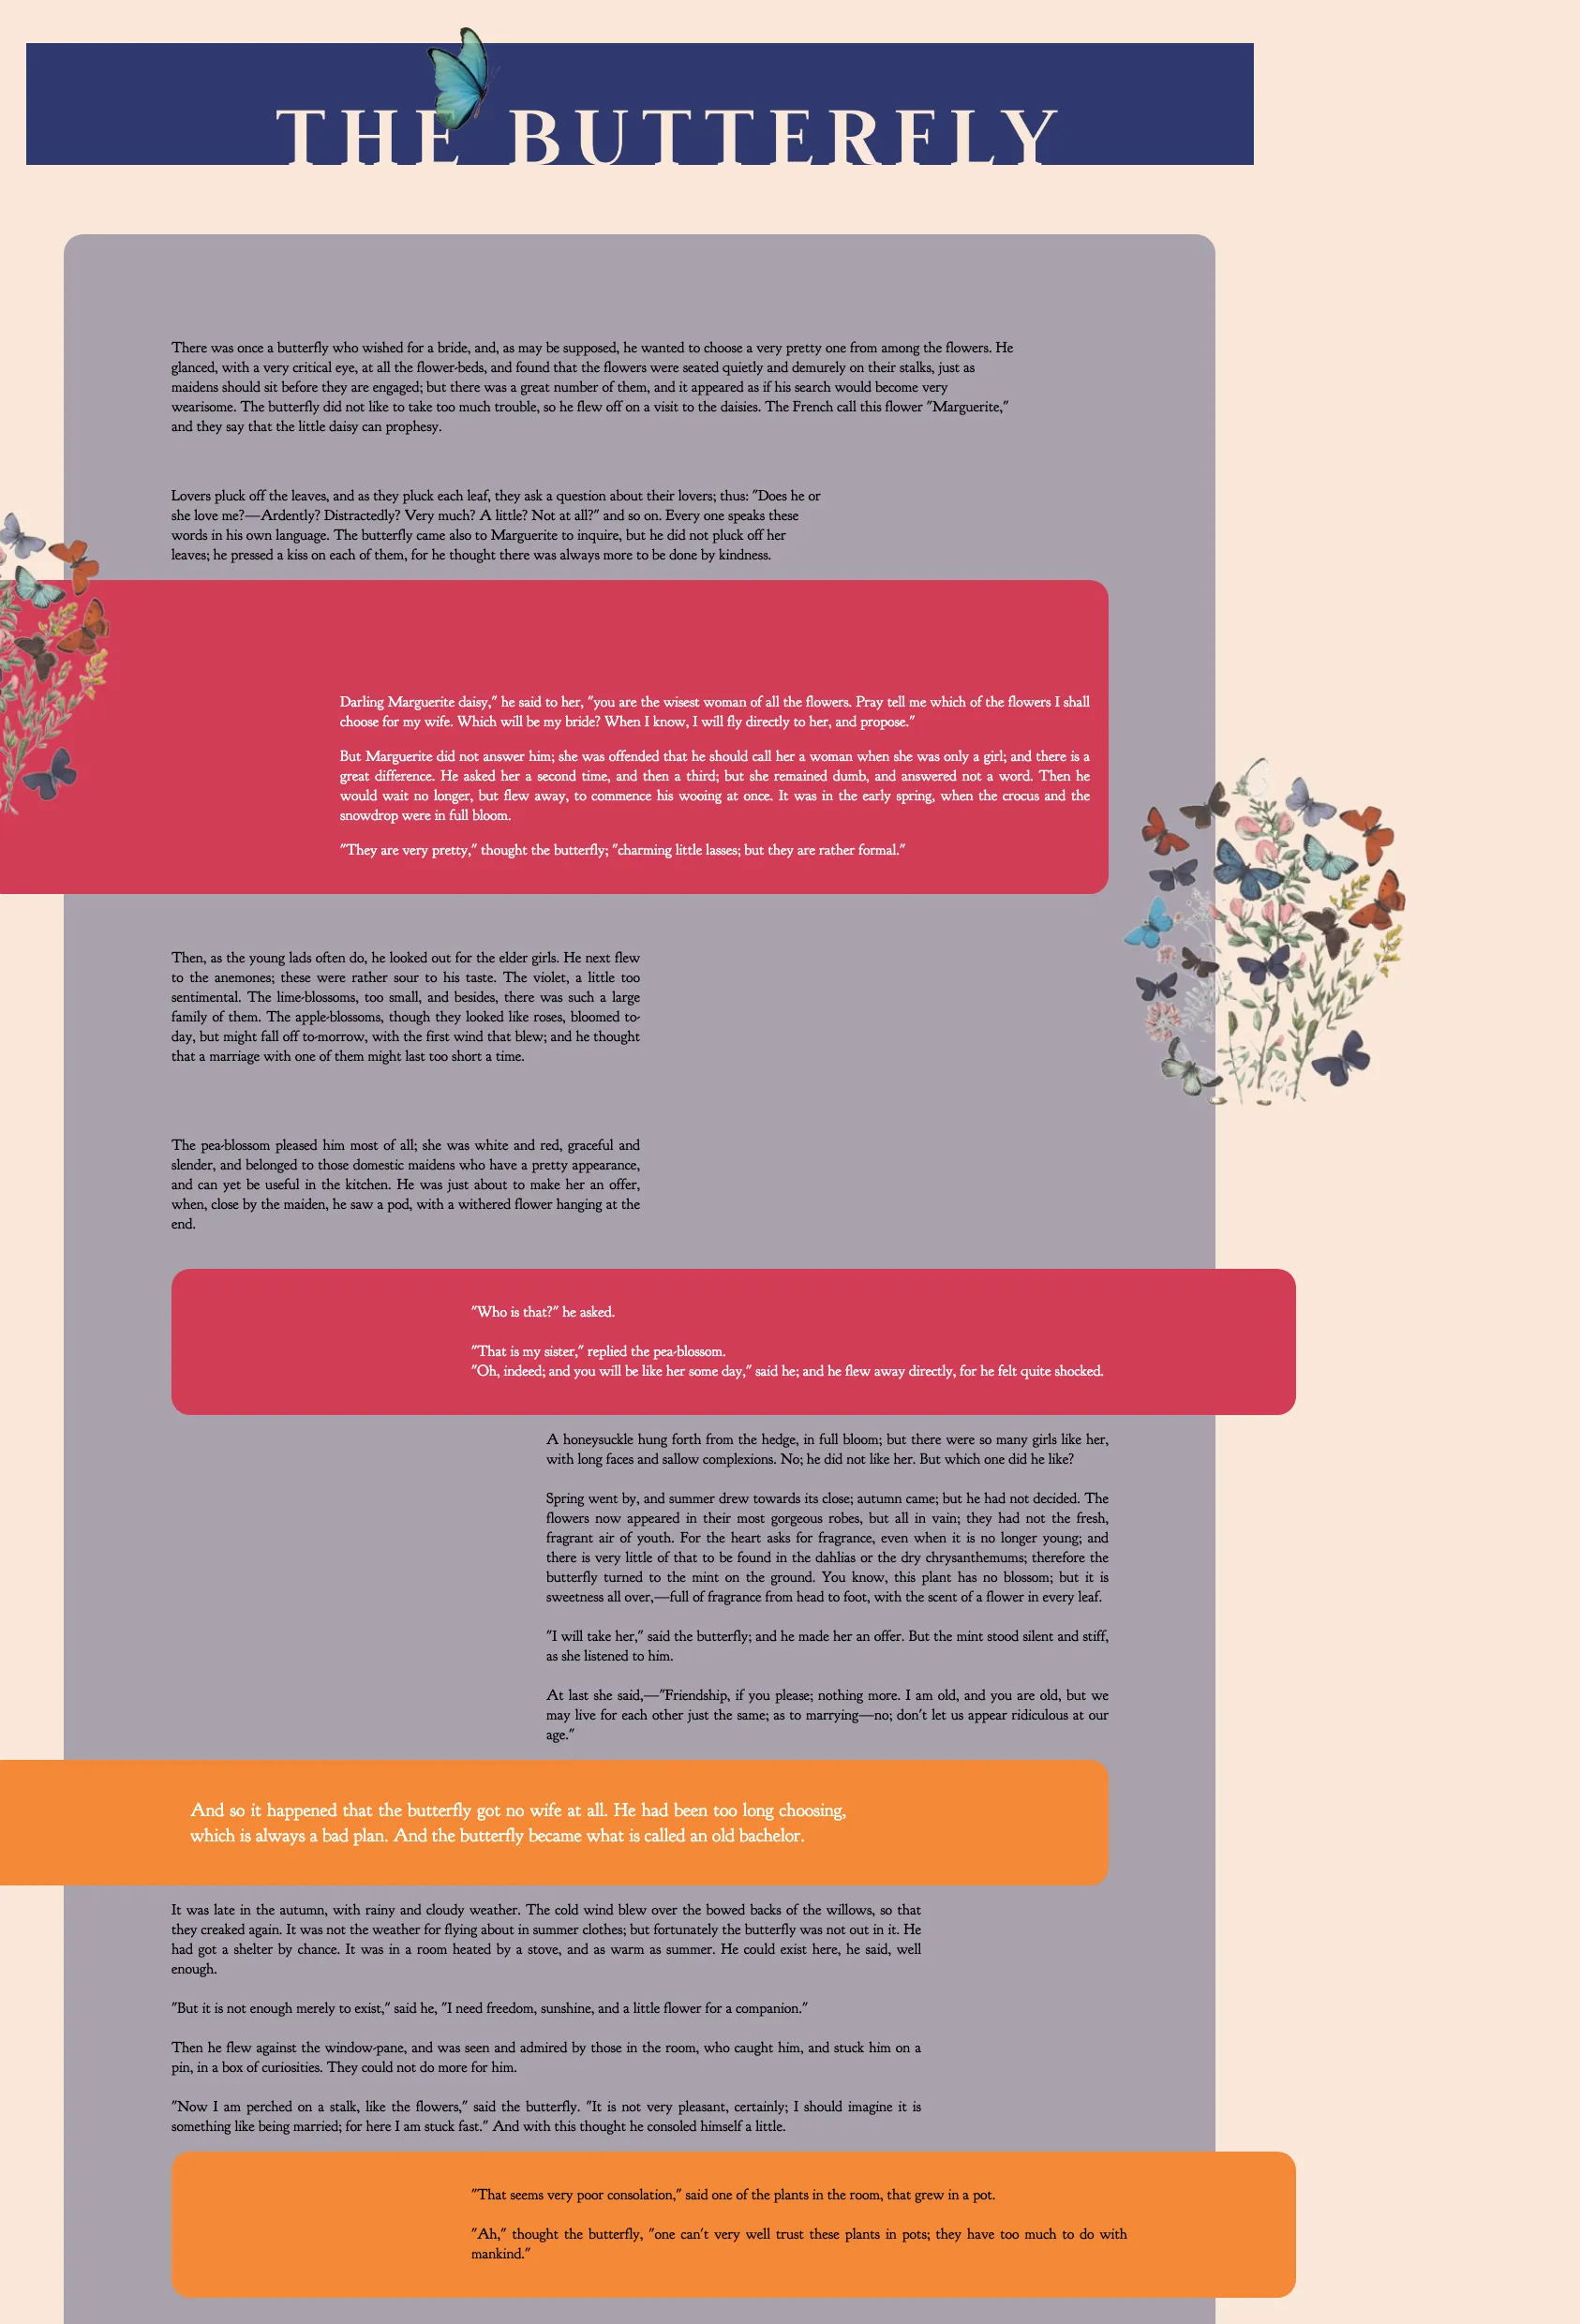 THE BUTTERFLY
There was once a butterfly who wished for a bride, and, as may be supposed, he wanted to choose a very pretty one from among the flowers. He
glanced, with a very critical eye, at all the flower-beds, and found that the flowers were seated quietly and demurely on their stalks, just as
maidens should sit before they are engaged; but there was a great number of them, and it appeared as if his search would become very
wearisome. The butterfly did not like to take too much trouble, so he flew off on a visit to the daisies. The French call this flower "Marguerite,"
and they say that the little daisy can prophesy.
Lovers pluck off the leaves, and as they pluck each leaf, they ask a question about their lovers; thus: "Does he or
she love me?—Ardently? Distractedly? Very much? A little? Not at all?" and so on. Every one speaks these
words in his own language. The butterfly came also to Marguerite to inquire, but he did not pluck off her
leaves; he pressed a kiss on each of them, for he thought there was always more to be done by kindness.
Darling Marguerite daisy," he said to her, "you are the wisest woman of all the flowers. Pray tell me which of the flowers I shall
choose for my wife. Which will be my bride? When I know, I will fly directly to her, and propose."
But Marguerite did not answer him; she was offended that he should call her a woman when she was only a girl; and there is a
great difference. He asked her a second time, and then a third; but she remained dumb, and answered not a word. Then he
would wait no longer, but flew away, to commence his wooing at once. It was in the early spring, when the crocus and the
snowdrop were in full bloom.
"They are very pretty," thought the butterfly; "charming little lasses; but they are rather formal."
Then, as the young lads often do, he looked out for the elder girls. He next flew
to the anemones; these were rather sour to his taste. The violet, a little too
sentimental. The lime-blossoms, too small, and besides, there was such a large
family of them. The apple-blossoms, though they looked like roses, bloomed to-
day, but might fall off to-morrow, with the first wind that blew; and he thought
that a marriage with one of them might last too short a time.
The pea-blossom pleased him most of all; she was white and red, graceful and
slender, and belonged to those domestic maidens who have a pretty appearance,
and can yet be useful in the kitchen. He was just about to make her an offer,
when, close by the maiden, he saw a pod, with a withered flower hanging at the
end.
"Who is that?" he asked.
"That is my sister," replied the pea-blossom.
"Oh, indeed; and you will be like her some day," said he; and he flew away directly, for he felt quite shocked.
A honeysuckle hung forth from the hedge, in full bloom; but there were so many girls like her,
with long faces and sallow complexions. No; he did not like her. But which one did he like?
Spring went by, and summer drew towards its close; autumn came; but he had not decided. The
flowers now appeared in their most gorgeous robes, but all in vain; they had not the fresh,
fragrant air of youth. For the heart asks for fragrance, even when it is no longer young; and
there is very little of that to be found in the dahlias or the dry chrysanthemums; therefore the
butterfly turned to the mint on the ground. You know, this plant has no blossom; but it is
sweetness all over,—full of fragrance from head to foot, with the scent of a flower in every leaf.
"I will take her," said the butterfly; and he made her an offer. But the mint stood silent and stiff,
as she listened to him.
At last she said,—"Friendship, if you please; nothing more. I am old, and you are old, but we
may live for each other just the same; as to marrying—no; don't let us appear ridiculous at our
age."
And so it happened that the butterfly got no wife at all. He had been too long choosing,
which is always a bad plan. And the butterfly became what is called an old bachelor.
It was late in the autumn, with rainy and cloudy weather. The cold wind blew over the bowed backs of the willows, so that
they creaked again. It was not the weather for flying about in summer clothes; but fortunately the butterfly was not out in it. He
had got a shelter by chance. It was in a room heated by a stove, and as warm as summer. He could exist here, he said, well
enough.
"But it is not enough merely to exist," said he, "I need freedom, sunshine, and a little flower for a companion."
Then he flew against the window-pane, and was seen and admired by those in the room, who caught him, and stuck him on a
pin, in a box of curiosities. They could not do more for him.
"Now I am perched on a stalk, like the flowers," said the butterfly. "It is not very pleasant, certainly; I should imagine it is
something like being married; for here I am stuck fast." And with this thought he consoled himself a little.
"That seems very poor consolation," said one of the plants in the room, that grew in a pot.
"Ah," thought the butterfly, "one can't very well trust these plants in pots; they have too much to do with
mankind."